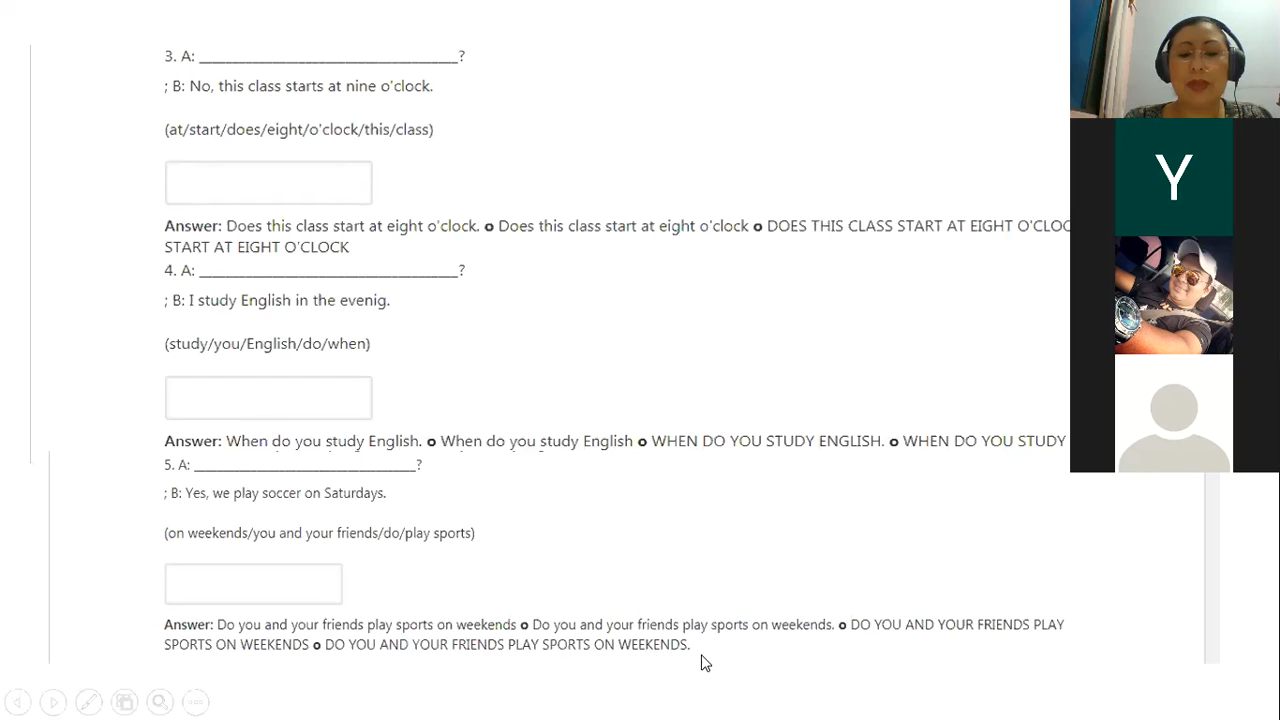 3. A: _________________________________?
; B: No, this class starts at nine o'clock.
(at/start/does/eight/o'clock/this/class)
Answer: Does this class start at eight o'clock. o Does this class start at eight o'clock o DOES THIS CLASS START AT EIGHT O'CLOC
START AT EIGHT O'CLOCK
4. A: _________________________________?
; B: I study English in the evenig.
(study/you/English/do/when)
Answer: When do you study English. o When do you study English o WHEN DO YOU STUDY ENGLISH. o WHEN DO YOU STUDY
5. A: _______________________________?
; B: Yes, we play soccer on Saturdays.
(on weekends/you and your friends/do/play sports)
Answer: Do you and your friends play sports on weekends o Do you and your friends play sports on weekends. o DO YOU AND YOUR FRIENDS PLAY
SPORTS ON WEEKENDS o DO YOU AND YOUR FRIENDS PLAY SPORTS ON WEEKENDS.
Y